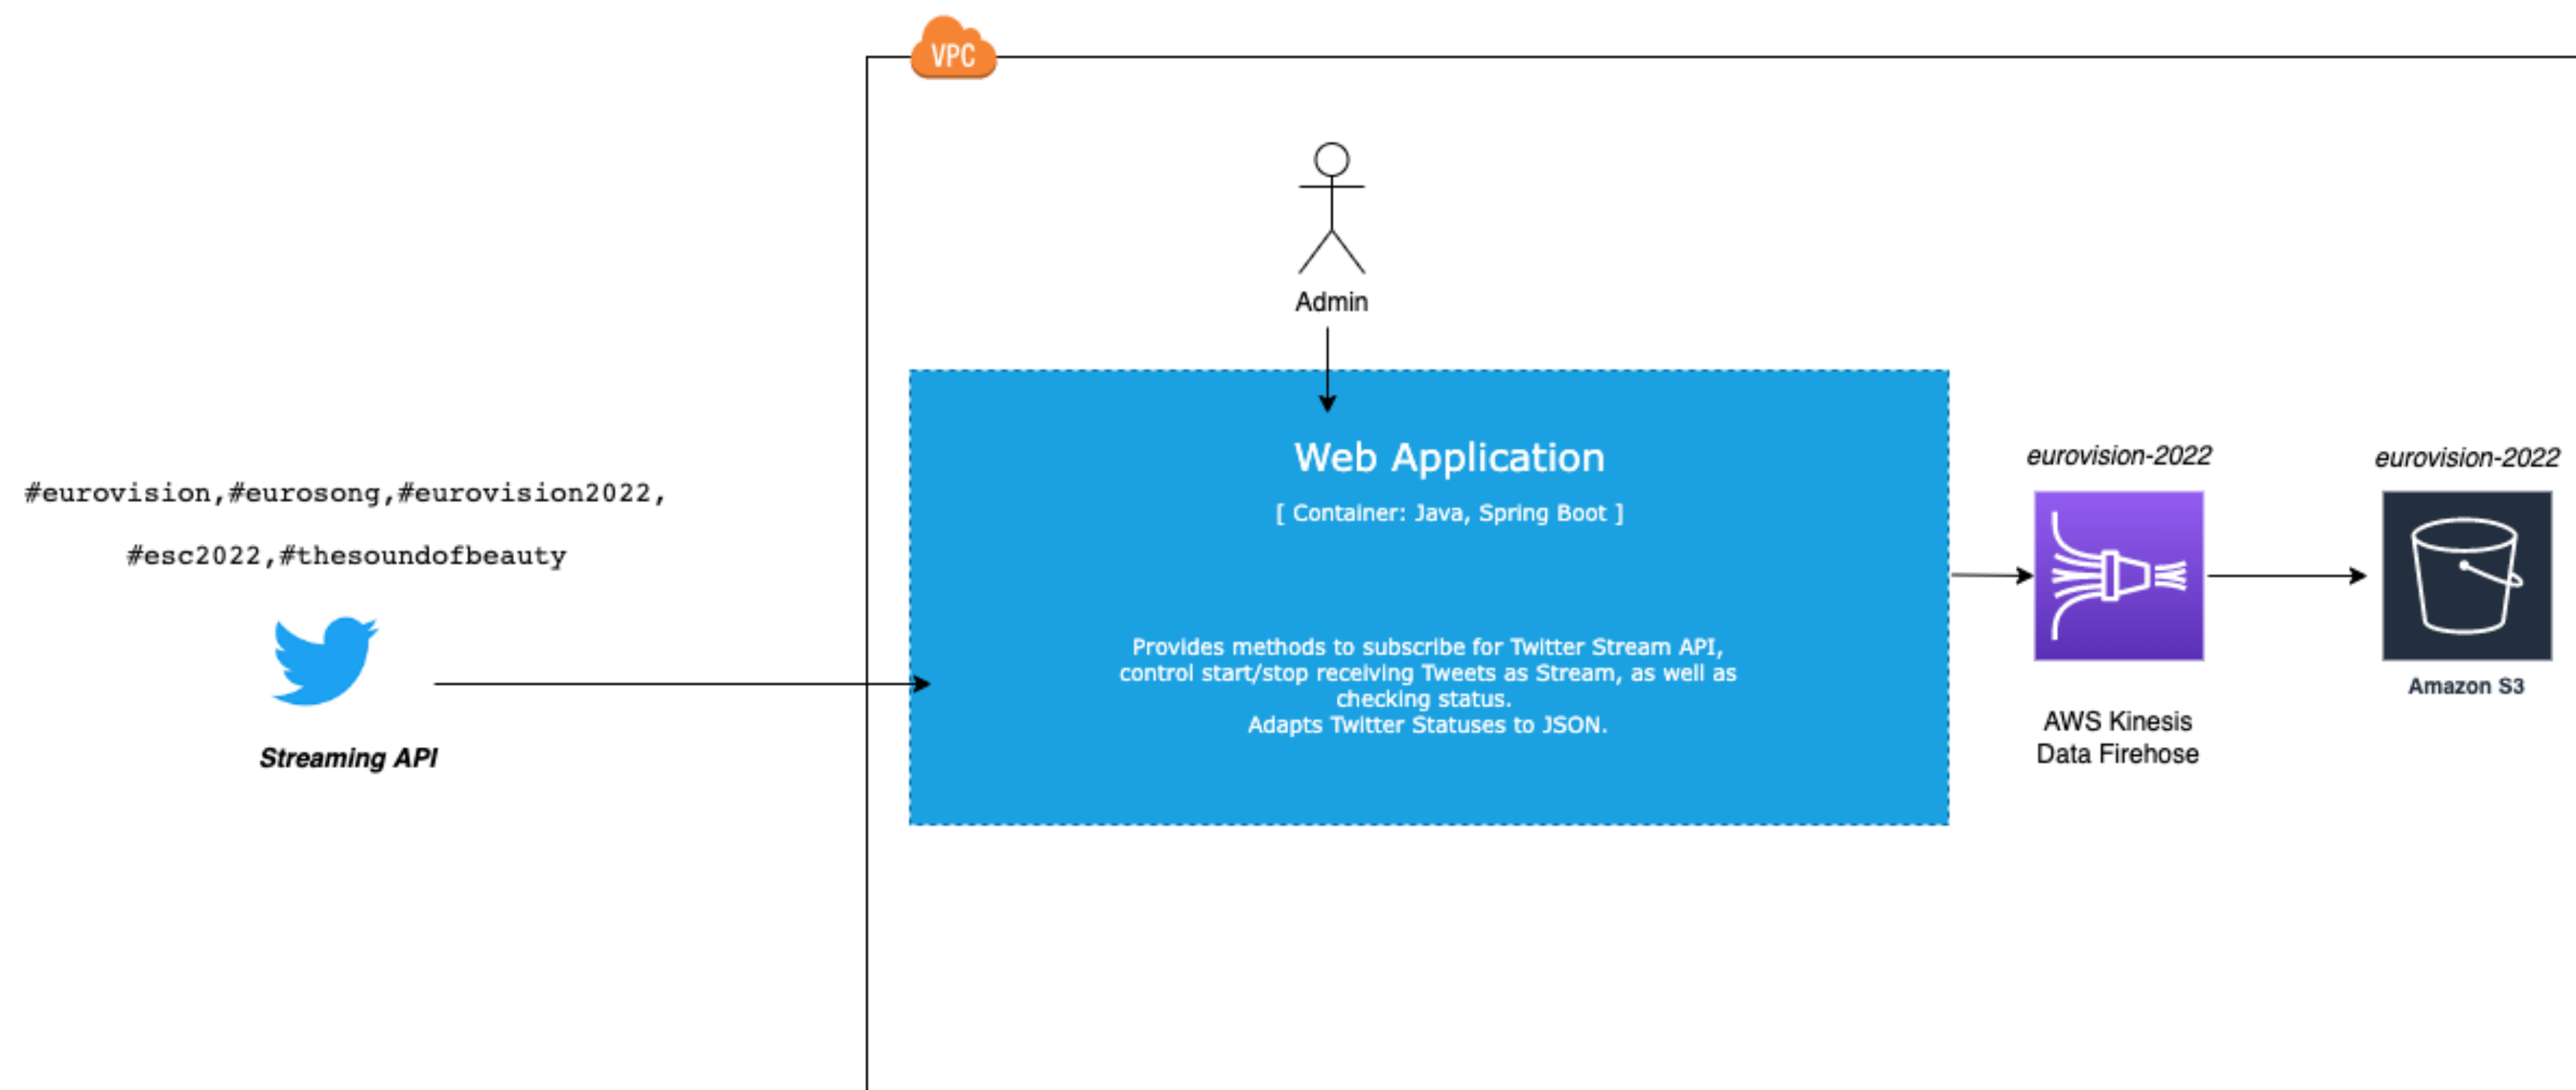 VPC
Admin
#eurovision,#eurosong,#eurovision2022,
#esc2022,#thesoundofbeauty
Streaming API
Web Application
[ Container: Java, Spring Boot ]
Provides methods to subscribe for Twitter Stream API,
control start/stop receiving Tweets as Stream, as well as
checking status.
Adapts Twitter Statuses to JSON.
eurovision-2022
AWS Kinesis
Data Firehose
eurovision-2022
Amazon S3